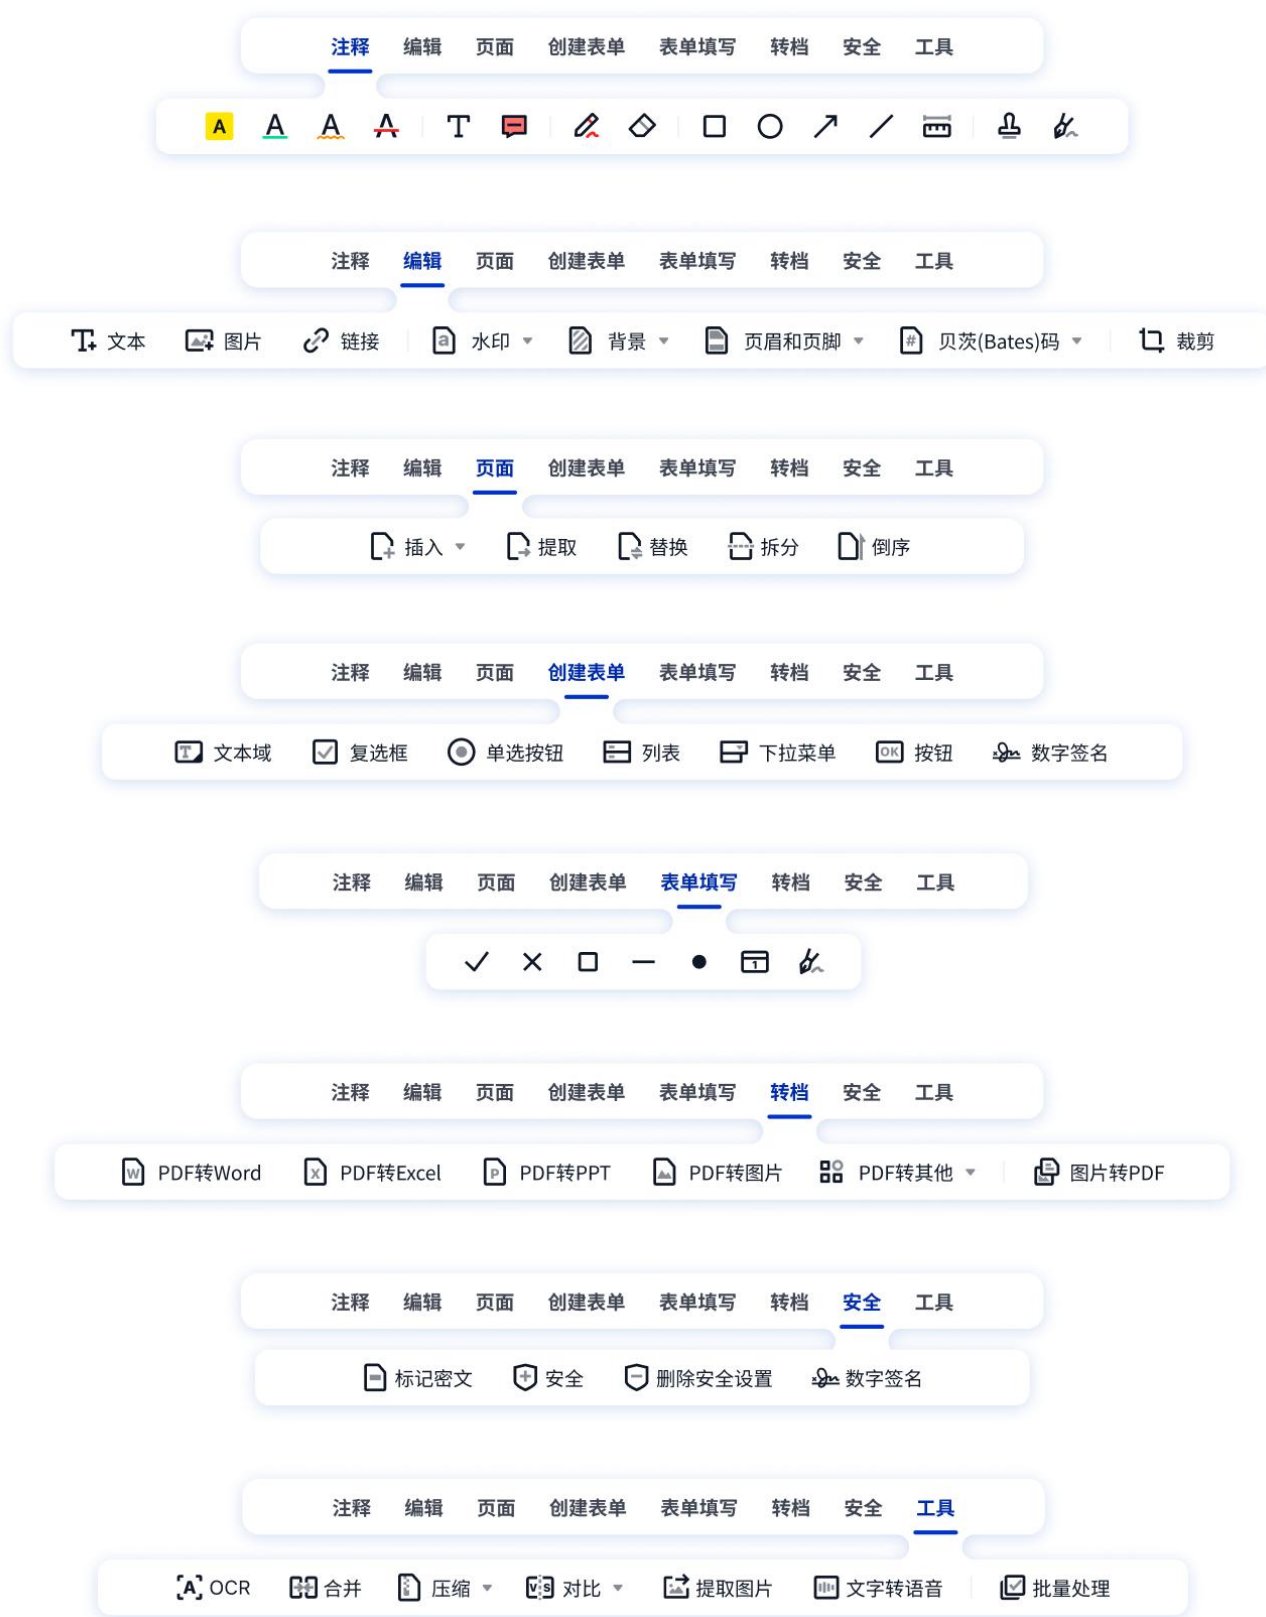 注释 编辑 页面 创建表单 表单填写 转档 安全 工具
A A A A T
注释 编辑 页面 创建表单 表单填写 转档 安全 工具
T 文本 图片 链接 a 水印 背景 页眉和页脚 # 贝茨(Bates)码 裁剪
注释 编辑 页面 创建表单 表单填写 转档 安全 工具
插入 提取 替换 拆分 倒序
注释 编辑 页面 创建表单 表单填写 转档 安全 工具
T 文本域 复选框 单选按钮 列表 下拉菜单 OK 按钮 数字签名
注释 编辑 页面 创建表单 表单填写 转档 安全 工具
1
注释 编辑 页面 创建表单 表单填写 转档 安全 工具
W PDF转Word X PDF转Excel P PDF转PPT PDF转图片 PDF转其他 图片转PDF
注释 编辑 页面 创建表单 表单填写 转档 安全 工具
标记密文 安全 删除安全设置 数字签名
注释 编辑 页面 创建表单 表单填写 转档 安全 工具
A OCR 合并 压缩 VS 对比 提取图片 文字转语音 批量处理